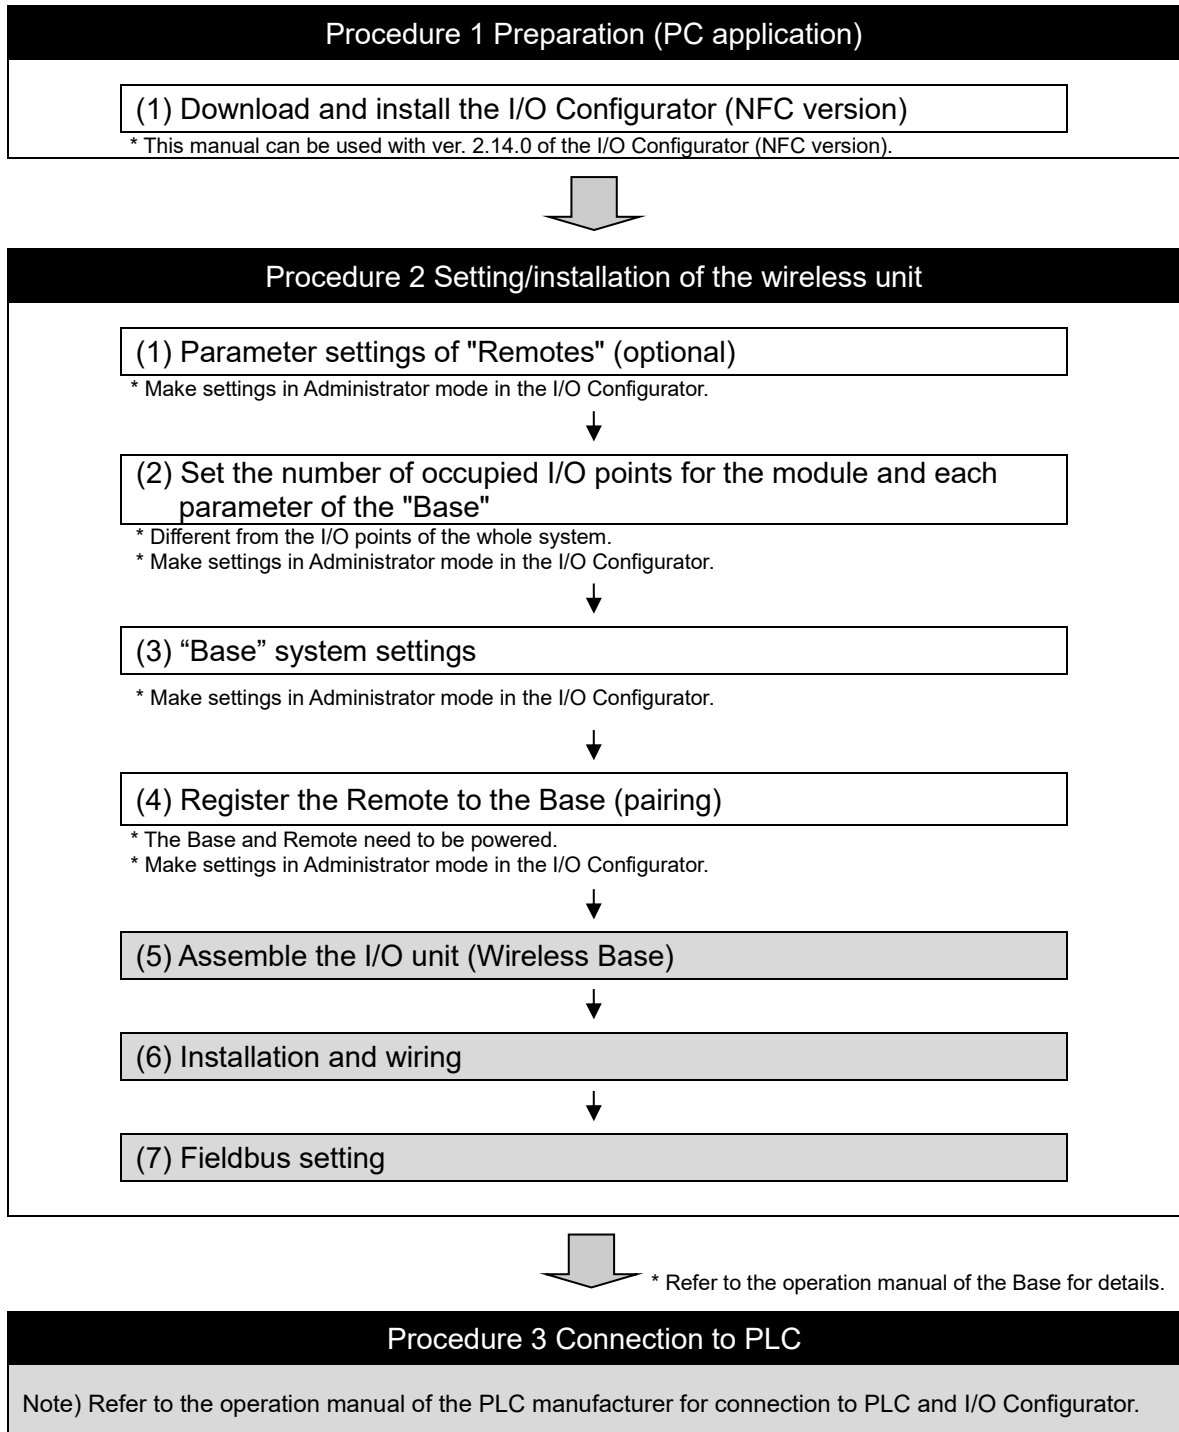 Procedure 1 Preparation (PC application)
(1) Download and install the I/O Configurator (NFC version)
* This manual can be used with ver. 2.14.0 of the I/O Configurator (NFC version).
Procedure 2 Setting/installation of the wireless unit
(1) Parameter settings of "Remotes" (optional)
* Make settings in Administrator mode in the I/O Configurator.
(2) Set the number of occupied I/O points for the module and each
parameter of the "Base"
* Different from the I/O points of the whole system.
* Make settings in Administrator mode in the I/O Configurator.
(3) “Base” system settings
* Make settings in Administrator mode in the I/O Configurator.
(4) Register the Remote to the Base (pairing)
* The Base and Remote need to be powered.
* Make settings in Administrator mode in the I/O Configurator.
(5) Assemble the I/O unit (Wireless Base)
(6) Installation and wiring
(7) Fieldbus setting
* Refer to the operation manual of the Base for details.
Procedure 3 Connection to PLC
Note) Refer to the operation manual of the PLC manufacturer for connection to PLC and I/O Configurator.